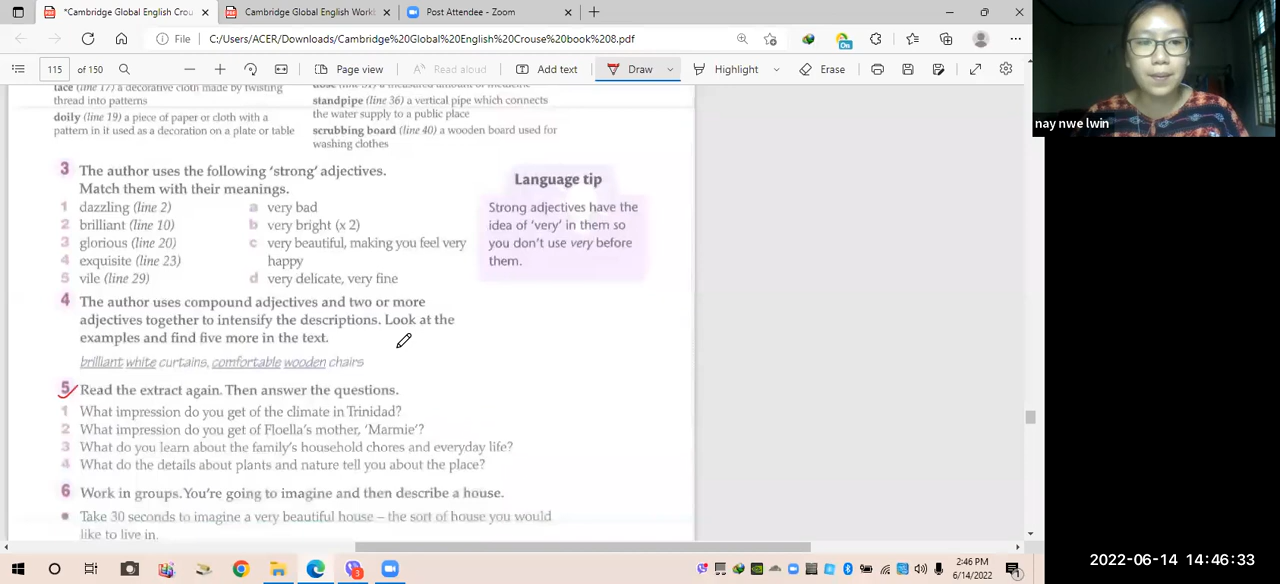 *Cambridge Global English Crou
Cambridge Global English Workb
Post Attendee - Zoom
File
C:/Users/ACER/Downloads/Cambridge%20Global%20English%20Crouse%20book%208.pdf
115 of 150
Page view
Read aloud
Add text
Draw
Highlight
Erase
nay nwe lwin
lace (line 17) a decorative cloth made by twisting
thread into patterns
doily (line 19) a piece of paper or cloth with a
pattern in it used as a decoration on a plate or table
standpipe (line 36) a vertical pipe which connects
the water supply to a public place
scrubbing board (line 40) a wooden board used for
washing clothes
3 The author uses the following ‘strong’ adjectives.
Match them with their meanings.
1 dazzling (line 2)
2 brilliant (line 10)
3 glorious (line 20)
4 exquisite (line 23)
5 vile (line 29)
a very bad
b very bright (x 2)
c very beautiful, making you feel very
happy
d very delicate, very fine
Language tip
Strong adjectives have the
idea of ‘very’ in them so
you don’t use very before
them.
4 The author uses compound adjectives and two or more
adjectives together to intensify the descriptions. Look at the
examples and find five more in the text.
brilliant white curtains, comfortable wooden chairs
5 Read the extract again. Then answer the questions.
1 What impression do you get of the climate in Trinidad?
2 What impression do you get of Floella’s mother, ‘Marmie’?
3 What do you learn about the family’s household chores and everyday life?
4 What do the details about plants and nature tell you about the place?
6 Work in groups. You’re going to imagine and then describe a house.
• Take 30 seconds to imagine a very beautiful house – the sort of house you would
like to live in.
2:46 PM
6/14/2022
2022-06-14 14:46:33